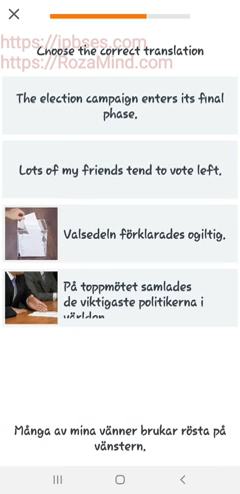 https://ipbses.com
Choose the correct translation
https://RozaMind.com
The election campaign enters its final
phase.
Lots of my friends tend to vote left.
Valsedeln förklarades ogiltig.
På toppmötet samlades
de viktigaste politikerna i
världen
Många av mina vänner brukar rösta på
vänstern.